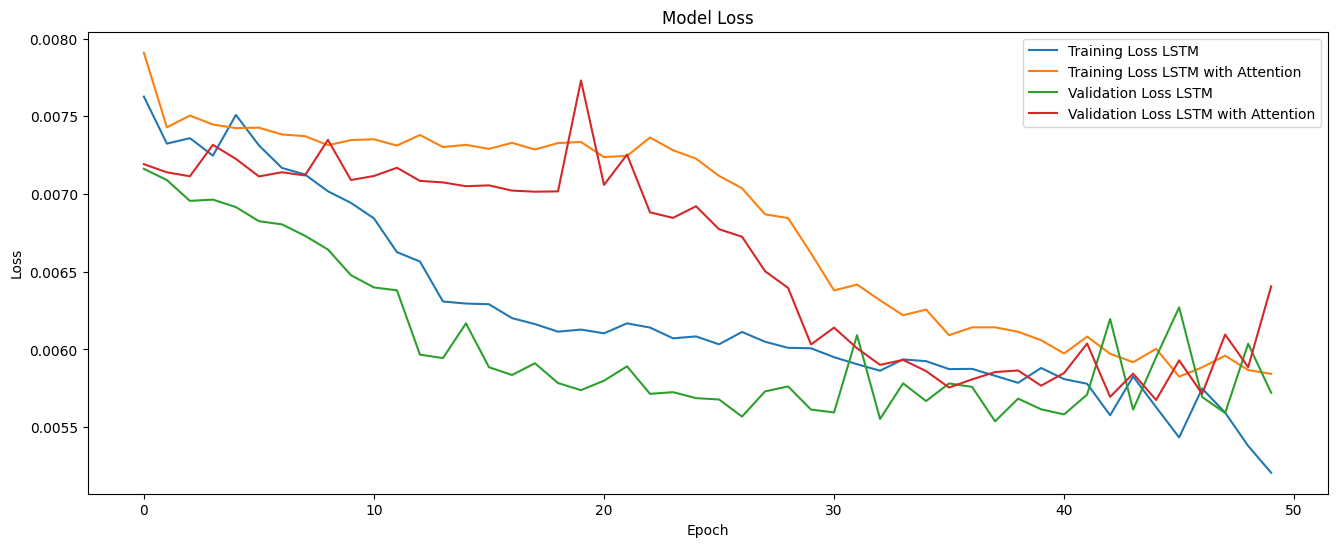 Model Loss
0.0080
0.0075
0.0070
0.0065
0.0060
0.0055
Loss
0
10
20
30
40
50
Epoch
Training Loss LSTM
Training Loss LSTM with Attention
Validation Loss LSTM
Validation Loss LSTM with Attention